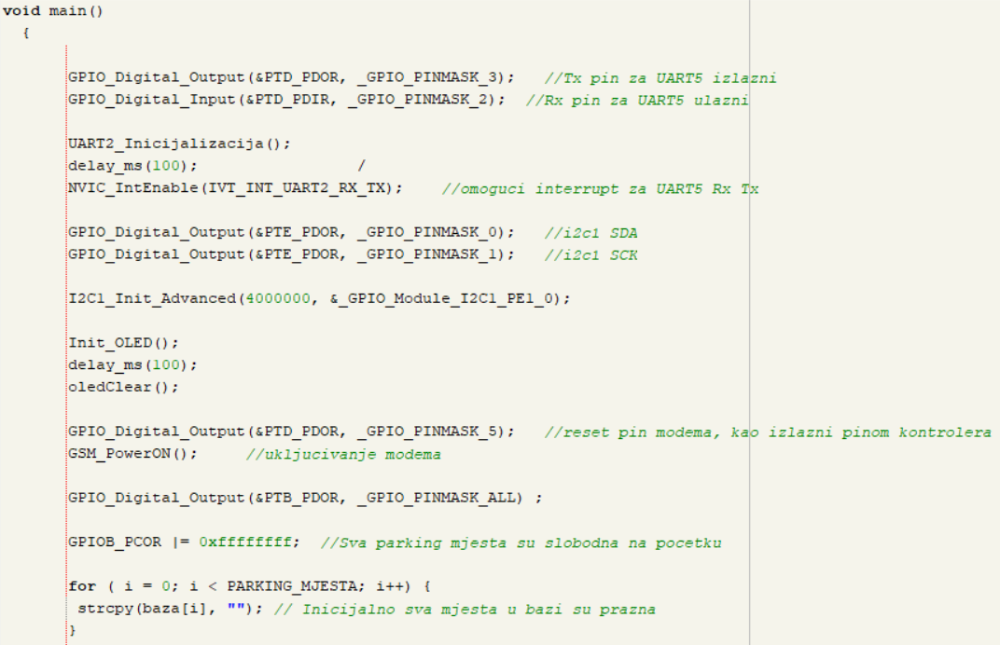 void main()
{
GPIO_Digital_Output(&PTD_PDOR, _GPIO_PINMASK_3);   //Tx pin za UART5 izlazni
GPIO_Digital_Input(&PTD_PDIR, _GPIO_PINMASK_2);  //Rx pin za UART5 ulazni
UART2_Inicijalizacija();
delay_ms(100);                      /
NVIC_IntEnable(IVT_INT_UART2_RX_TX);     //omoguci interrupt za UART5 Rx Tx
GPIO_Digital_Output(&PTE_PDOR, _GPIO_PINMASK_0);   //i2c1 SDA
GPIO_Digital_Output(&PTE_PDOR, _GPIO_PINMASK_1);   //i2c1 SCK
I2C1_Init_Advanced(4000000, &_GPIO_Module_I2C1_PE1_0);
Init_OLED();
delay_ms(100);
oledClear();
GPIO_Digital_Output(&PTD_PDOR, _GPIO_PINMASK_5);   //reset pin modema, kao izlazni pinom kontrolera
GSM_PowerON();      //ukljucivanje modema
GPIO_Digital_Output(&PTB_PDOR, _GPIO_PINMASK_ALL) ;
GPIOB_PCOR |= 0xffffffff;  //Sva parking mjesta su slobodna na pocetku
for ( i = 0; i < PARKING_MJESTA; i++) {
strcpy(baza[i], ""); // Inicijalno sva mjesta u bazi su prazna
}